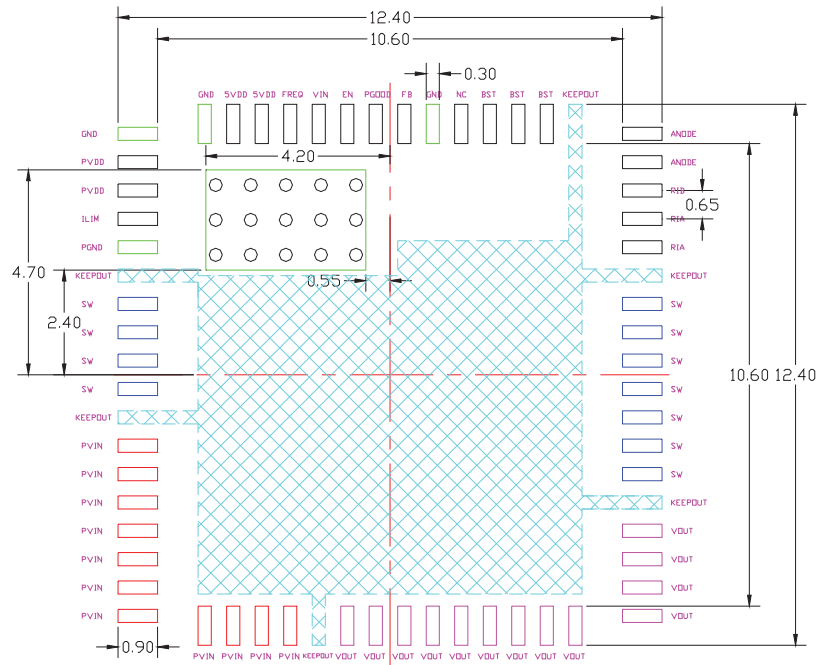 12.40
10.60
0.30
GND 5VDD 5VDD FREQ VIN EN PGOOD FB GND NC BST BST BST KEEPOUT
GND
ANODE
4.20
PVDD
ANODE
PVDD
RID
0.65
ILIM
RIA
PGND
RIA
4.70
KEEPOUT
KEEPOUT
0.55
SW
SW
2.40
SW
SW
SW
SW
10.60 12.40
SW
SW
KEEPOUT
SW
PVIN
SW
PVIN
SW
PVIN
KEEPOUT
PVIN
VOUT
PVIN
VOUT
PVIN
VOUT
PVIN
VOUT
0.90
PVIN PVIN PVIN PVIN KEEPOUT VOUT VOUT VOUT VOUT VOUT VOUT VOUT VOUT VOUT